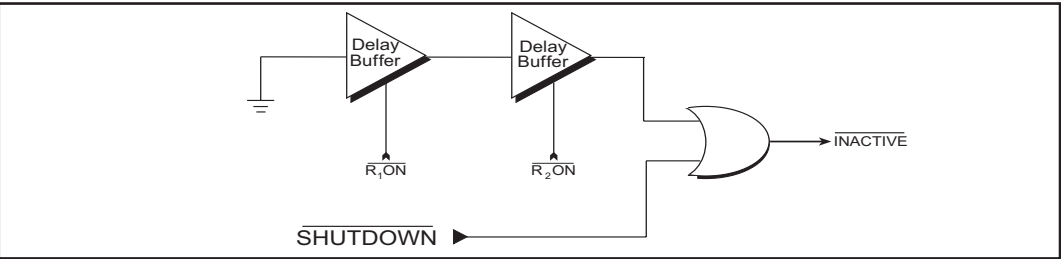 Delay
Buffer
Delay
Buffer
INACTIVE
R1ON
R2ON
SHUTDOWN